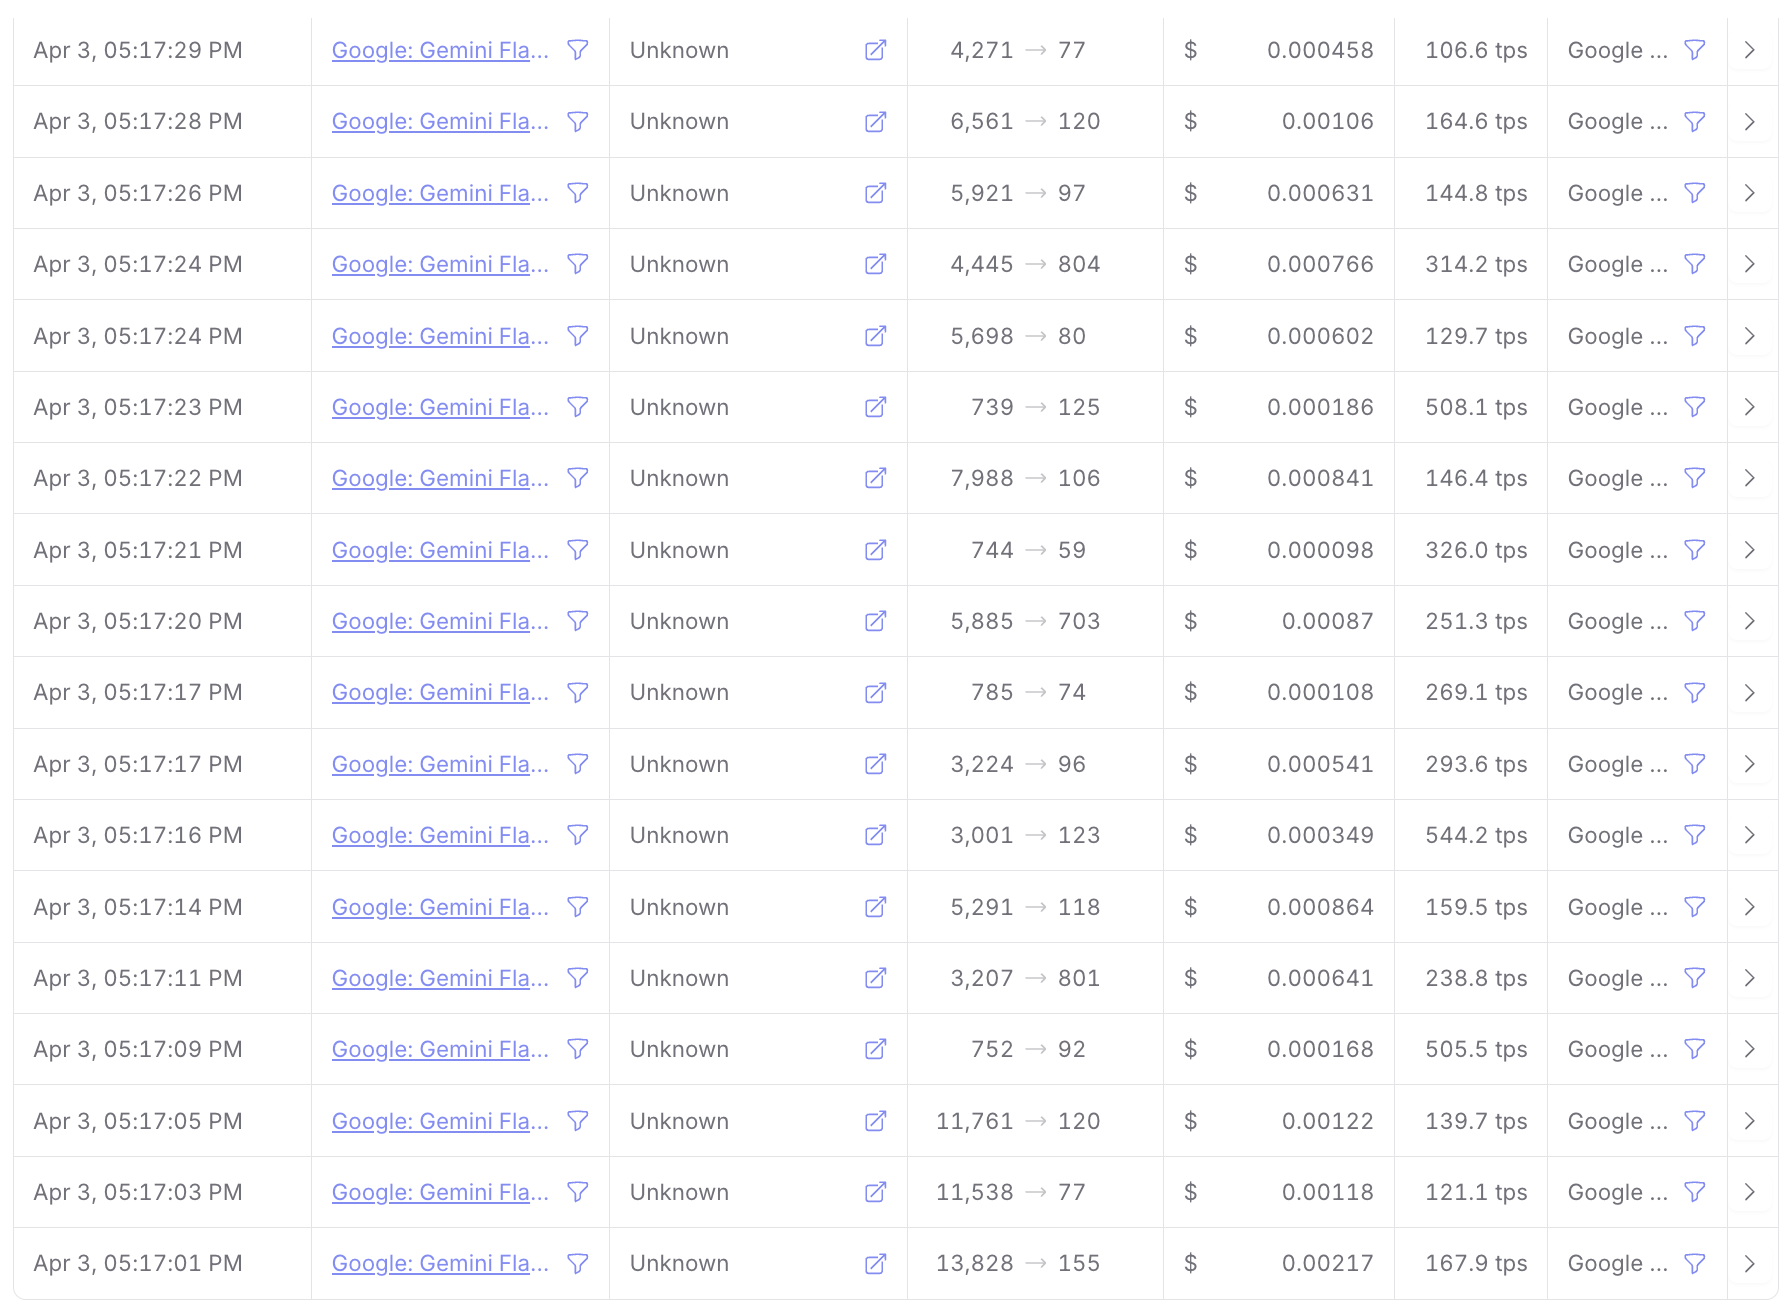 Apr 3, 05:17:29 PM Google: Gemini Fla... Unknown 4,271 → 77 $ 0.000458 106.6 tps Google ...
Apr 3, 05:17:28 PM Google: Gemini Fla... Unknown 6,561 → 120 $ 0.00106 164.6 tps Google ...
Apr 3, 05:17:26 PM Google: Gemini Fla... Unknown 5,921 → 97 $ 0.000631 144.8 tps Google ...
Apr 3, 05:17:24 PM Google: Gemini Fla... Unknown 4,445 → 804 $ 0.000766 314.2 tps Google ...
Apr 3, 05:17:24 PM Google: Gemini Fla... Unknown 5,698 → 80 $ 0.000602 129.7 tps Google ...
Apr 3, 05:17:23 PM Google: Gemini Fla... Unknown 739 → 125 $ 0.000186 508.1 tps Google ...
Apr 3, 05:17:22 PM Google: Gemini Fla... Unknown 7,988 → 106 $ 0.000841 146.4 tps Google ...
Apr 3, 05:17:21 PM Google: Gemini Fla... Unknown 744 → 59 $ 0.000098 326.0 tps Google ...
Apr 3, 05:17:20 PM Google: Gemini Fla... Unknown 5,885 → 703 $ 0.00087 251.3 tps Google ...
Apr 3, 05:17:17 PM Google: Gemini Fla... Unknown 785 → 74 $ 0.000108 269.1 tps Google ...
Apr 3, 05:17:17 PM Google: Gemini Fla... Unknown 3,224 → 96 $ 0.000541 293.6 tps Google ...
Apr 3, 05:17:16 PM Google: Gemini Fla... Unknown 3,001 → 123 $ 0.000349 544.2 tps Google ...
Apr 3, 05:17:14 PM Google: Gemini Fla... Unknown 5,291 → 118 $ 0.000864 159.5 tps Google ...
Apr 3, 05:17:11 PM Google: Gemini Fla... Unknown 3,207 → 801 $ 0.000641 238.8 tps Google ...
Apr 3, 05:17:09 PM Google: Gemini Fla... Unknown 752 → 92 $ 0.000168 505.5 tps Google ...
Apr 3, 05:17:05 PM Google: Gemini Fla... Unknown 11,761 → 120 $ 0.00122 139.7 tps Google ...
Apr 3, 05:17:03 PM Google: Gemini Fla... Unknown 11,538 → 77 $ 0.00118 121.1 tps Google ...
Apr 3, 05:17:01 PM Google: Gemini Fla... Unknown 13,828 → 155 $ 0.00217 167.9 tps Google ...